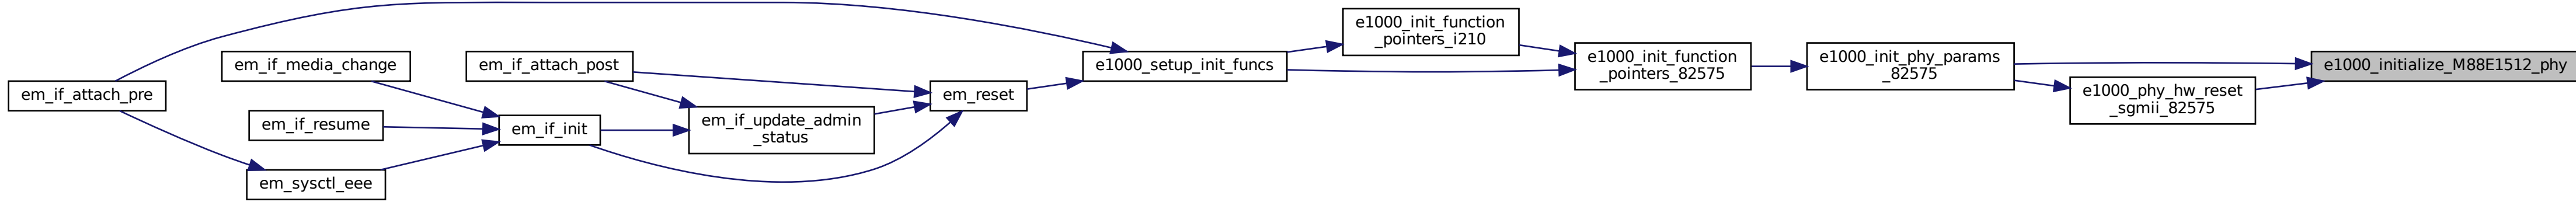 em_if_attach_pre
em_if_media_change
em_if_resume
em_sysctl_eee
em_if_attach_post
em_if_init
em_if_update_admin
_status
em_reset
e1000_setup_init_funcs
e1000_init_function
_pointers_i210
e1000_init_function
_pointers_82575
e1000_init_phy_params
_82575
e1000_phy_hw_reset
_sgmii_82575
e1000_initialize_M88E1512_phy